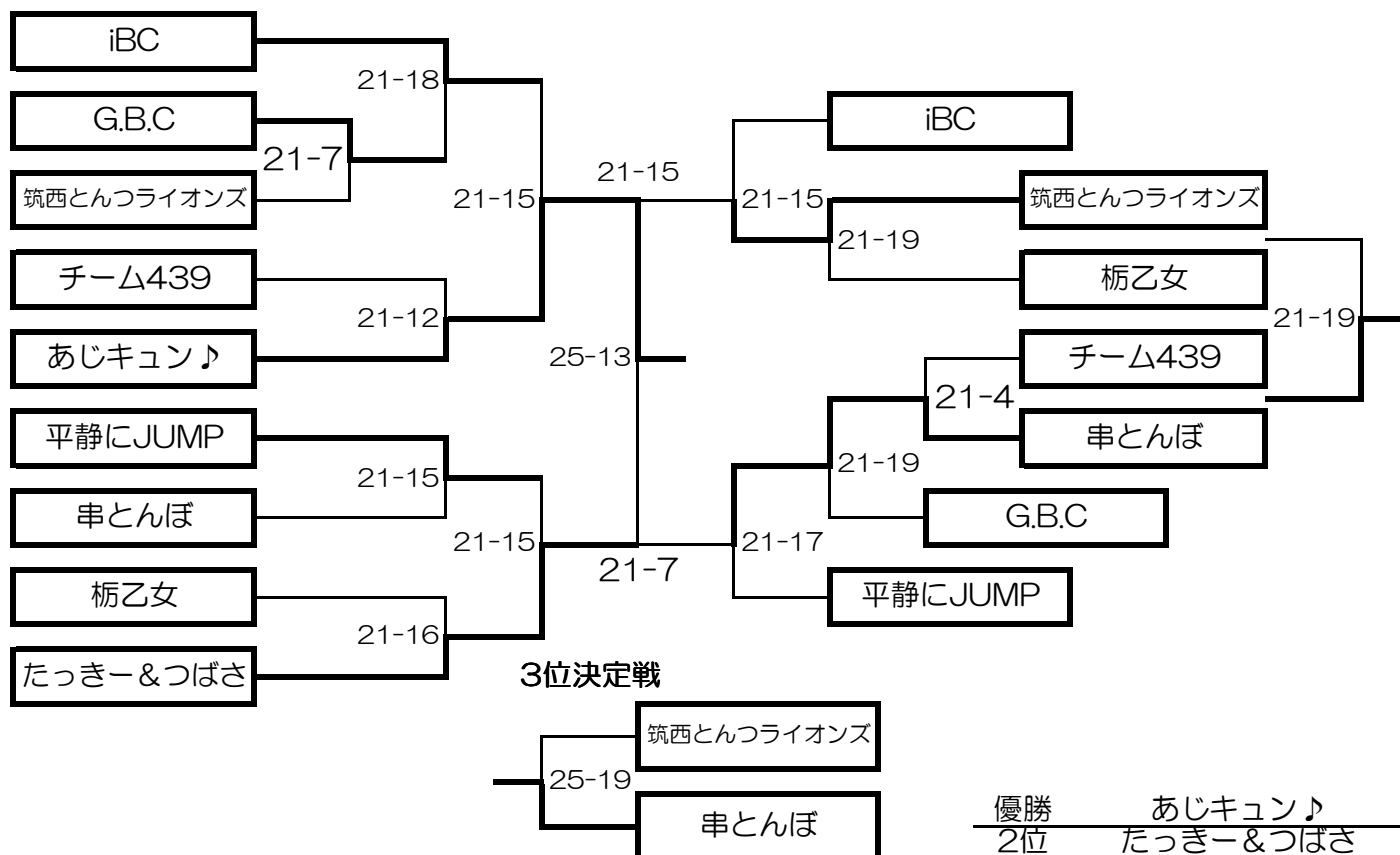 iBC
21-18
G.B.C
21-7
筑西とんつライオンズ
21-15
チーム439
21-12
あじキュン♪
25-13
平静にJUMP
21-15
串とんぼ
21-15
栃乙女
21-16
たっきー&つばさ
21-15
iBC
21-15
筑西とんつライオンズ
21-19
栃乙女
21-19
チーム439
21-4
串とんぼ
21-19
G.B.C
21-17
21-7
平静にJUMP
3位決定戦
筑西とんつライオンズ
25-19
串とんぼ
優勝 あじキュン♪
2位 たっきー&つばさ